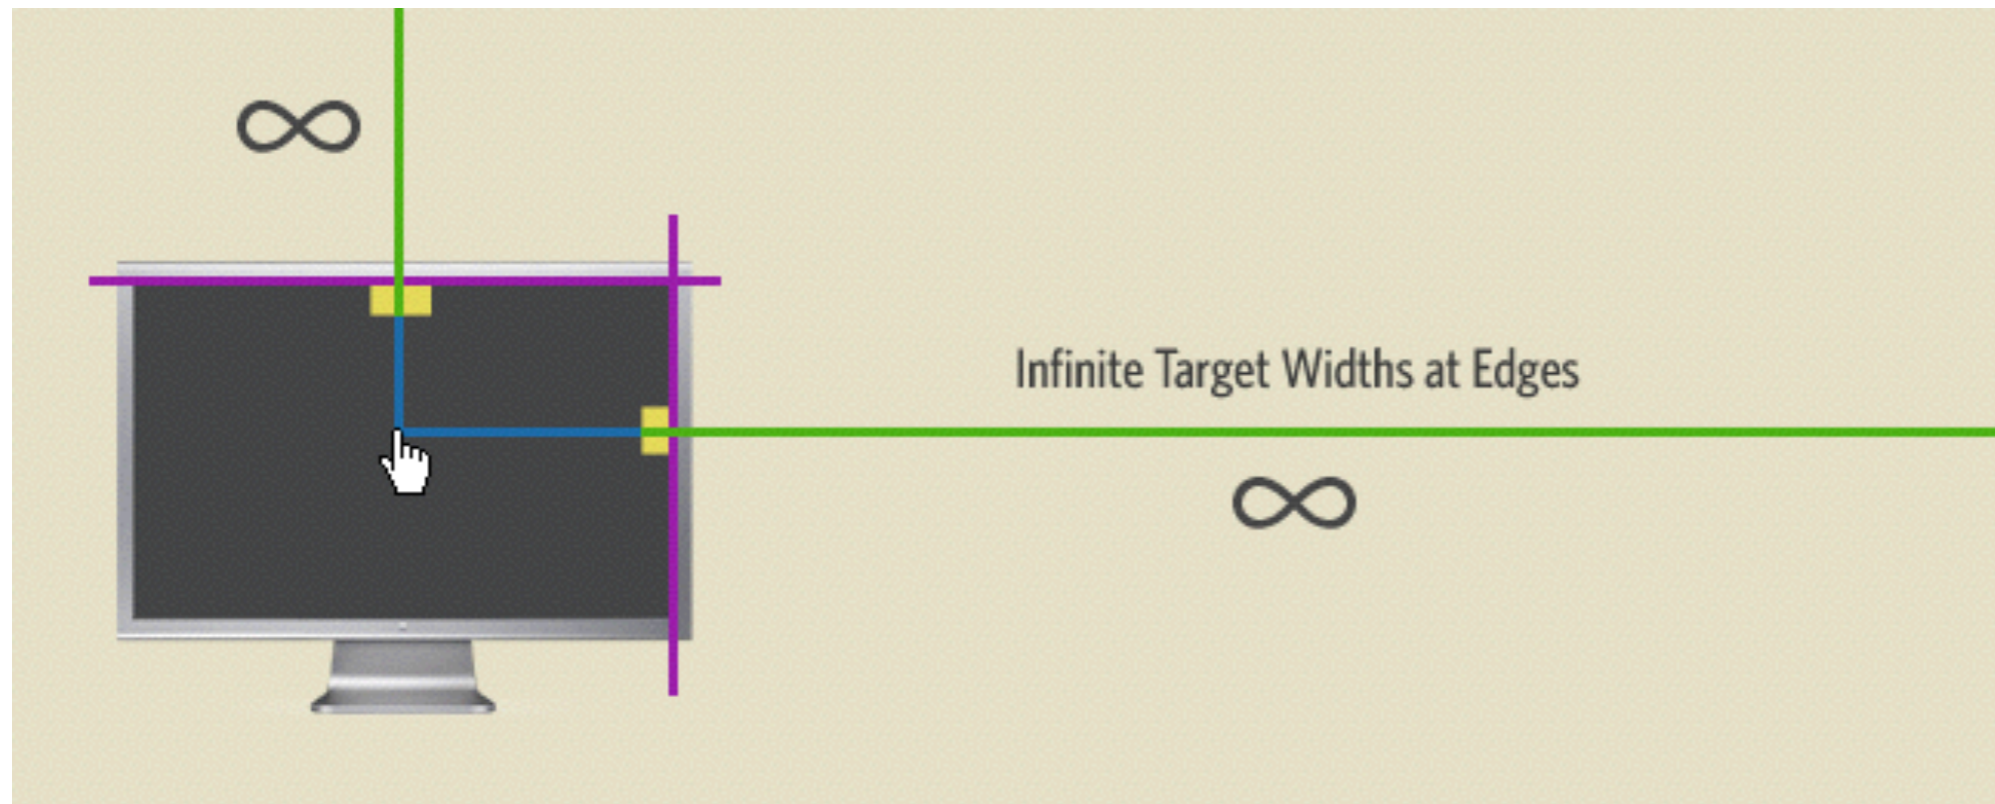 ∞
Infinite Target Widths at Edges
∞